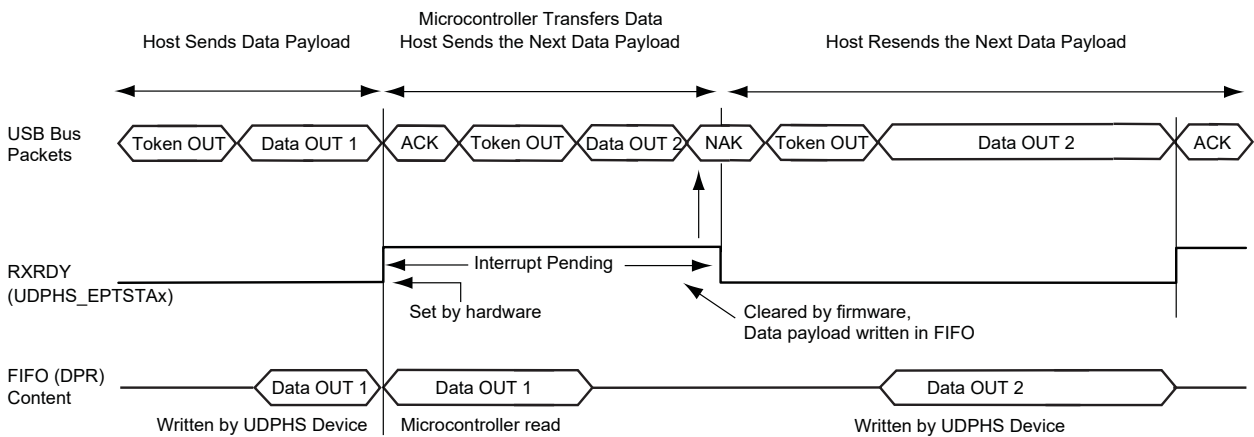 Microcontroller Transfers Data
Host Sends Data Payload
Host Sends the Next Data Payload
Host Resends the Next Data Payload
USB Bus
Packets
Token OUT
Data OUT 1
ACK
Token OUT
Data OUT 2
NAK
Token OUT
Data OUT 2
ACK
RXRDY
(UDPHS_EPTSTAx)
Interrupt Pending
Set by hardware
Cleared by firmware,
Data payload written in FIFO
FIFO (DPR)
Content
Data OUT 1
Data OUT 1
Data OUT 2
Written by UDPHS Device
Microcontroller read
Written by UDPHS Device